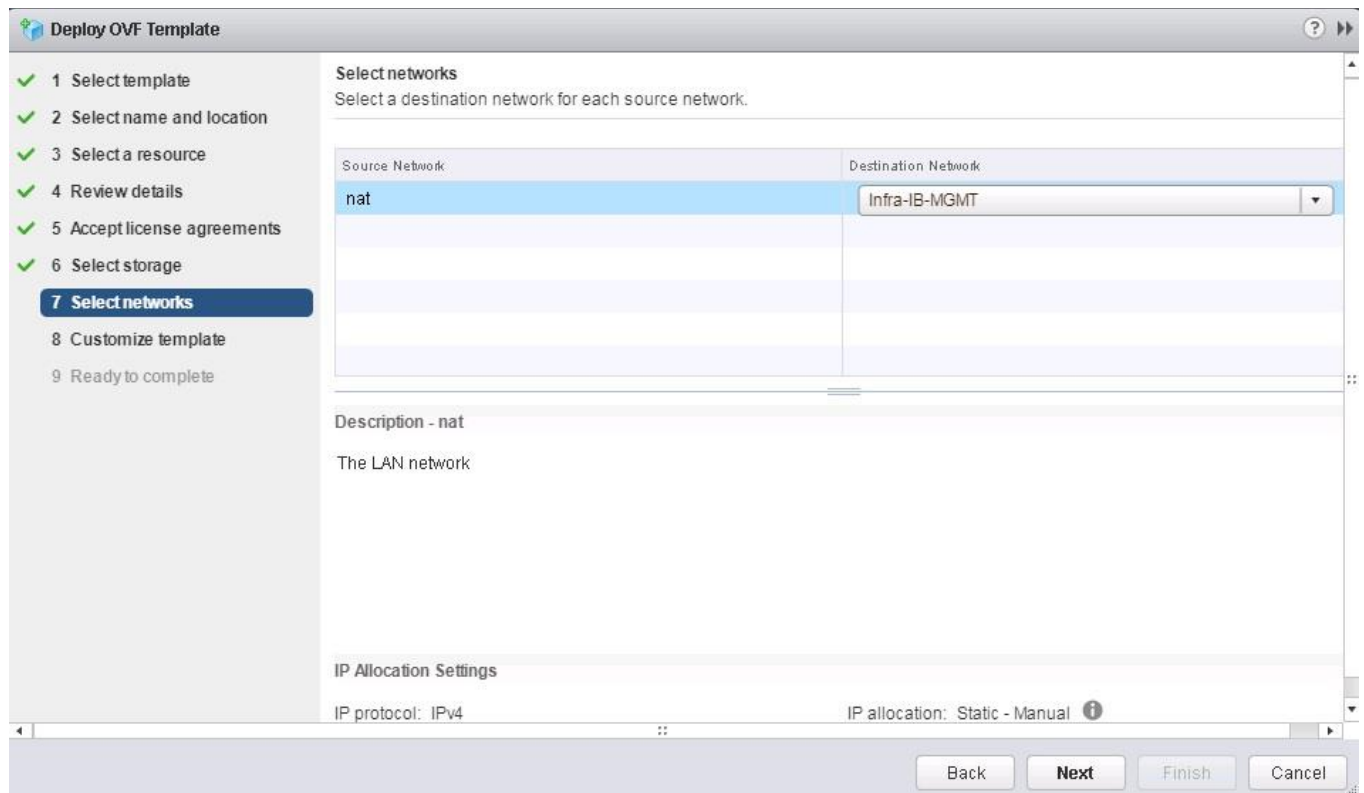 Deploy OVF Template
?
1 Select template
2 Select name and location
3 Select a resource
4 Review details
5 Accept license agreements
6 Select storage
7 Select networks
8 Customize template
9 Ready to complete
Select networks
Select a destination network for each source network.
Source Network Destination Network
nat Infra-IB-MGMT
Description - nat
The LAN network
IP Allocation Settings
IP protocol: IPv4 IP allocation: Static - Manual i
Back Next Finish Cancel